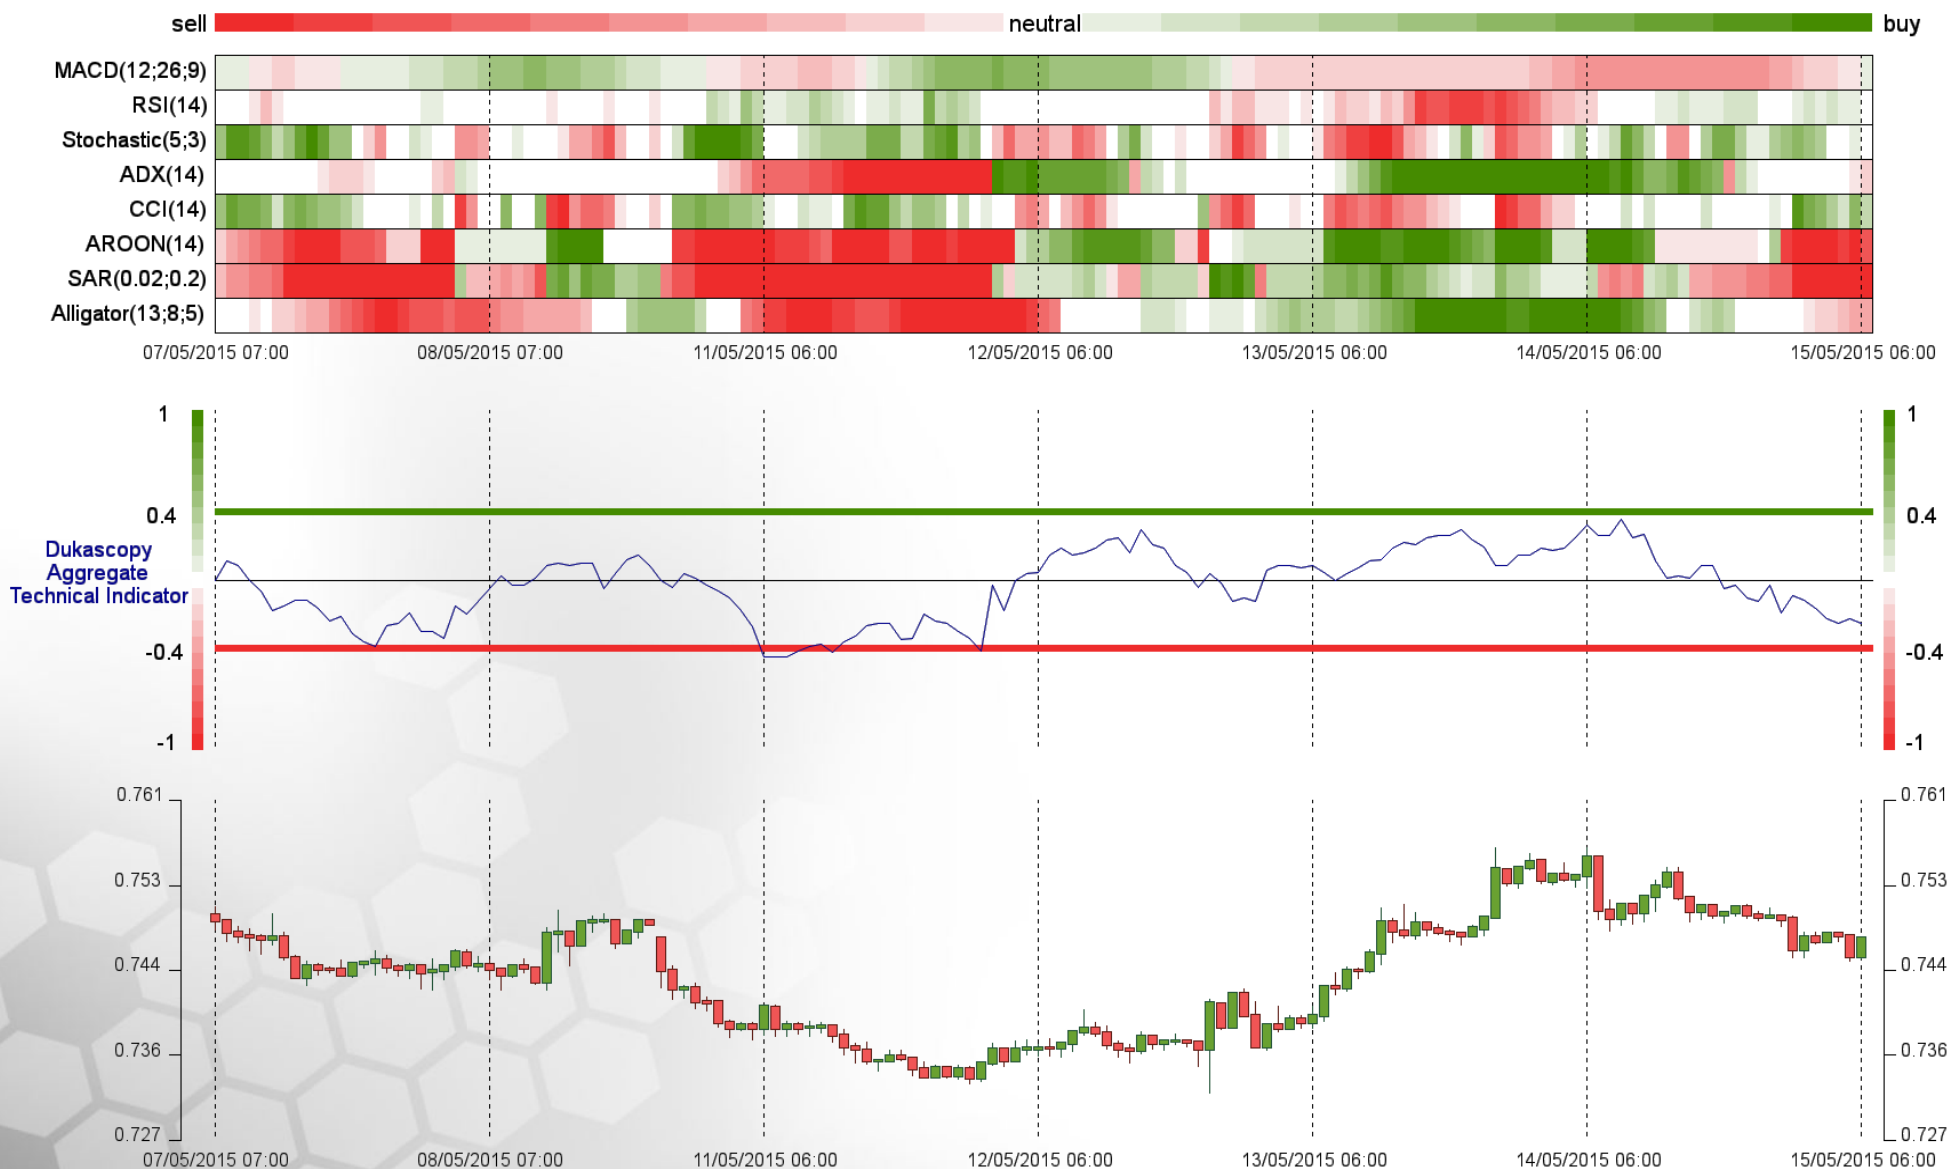 sell neutral buy
MACD(12;26;9)
RSI(14)
Stochastic(5;3)
ADX(14)
CCI(14)
AROON(14)
SAR(0.02;0.2)
Alligator(13;8;5)
07/05/2015 07:00 08/05/2015 07:00 11/05/2015 06:00 12/05/2015 06:00 13/05/2015 06:00 14/05/2015 06:00 15/05/2015 06:00
1 1
0.4 0.4
Dukascopy
Aggregate
Technical Indicator
-0.4 -0.4
-1 -1
0.761 0.761
0.753 0.753
0.744 0.744
0.736 0.736
0.727 0.727
07/05/2015 07:00 08/05/2015 07:00 11/05/2015 06:00 12/05/2015 06:00 13/05/2015 06:00 14/05/2015 06:00 15/05/2015 06:00